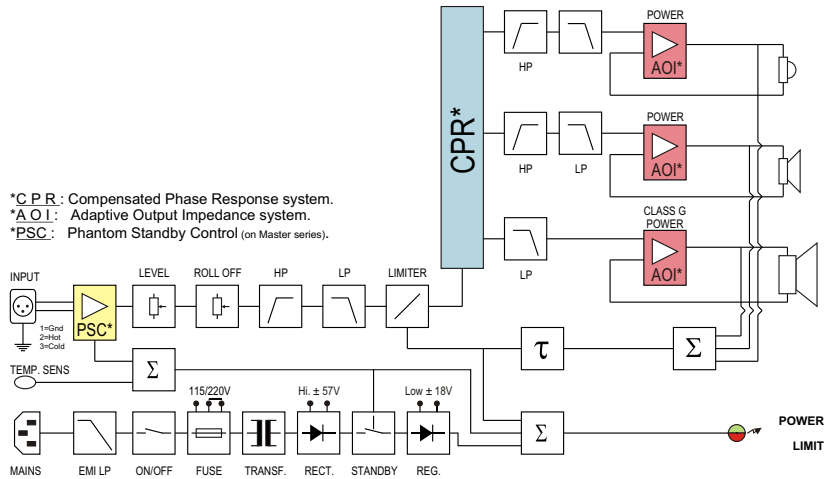 POWER
AOI*
HP
POWER
AOI*
HP
LP
CPR*
*C P R : Compensated Phase Response system.
*A O I : Adaptive Output Impedance system.
*PSC : Phantom Standby Control (on Master series).
CLASS G
POWER
AOI*
LP
INPUT
LEVEL
ROLL OFF
HP
LP
LIMITER
PSC*
1=Gnd
2=Hot
3=Cold
τ
Σ
TEMP. SENS
Σ
115/220V
Hi. ± 57V
Low ± 18V
Σ
POWER
LIMIT
MAINS
EMI LP
ON/OFF
FUSE
TRANSF.
RECT.
STANDBY
REG.